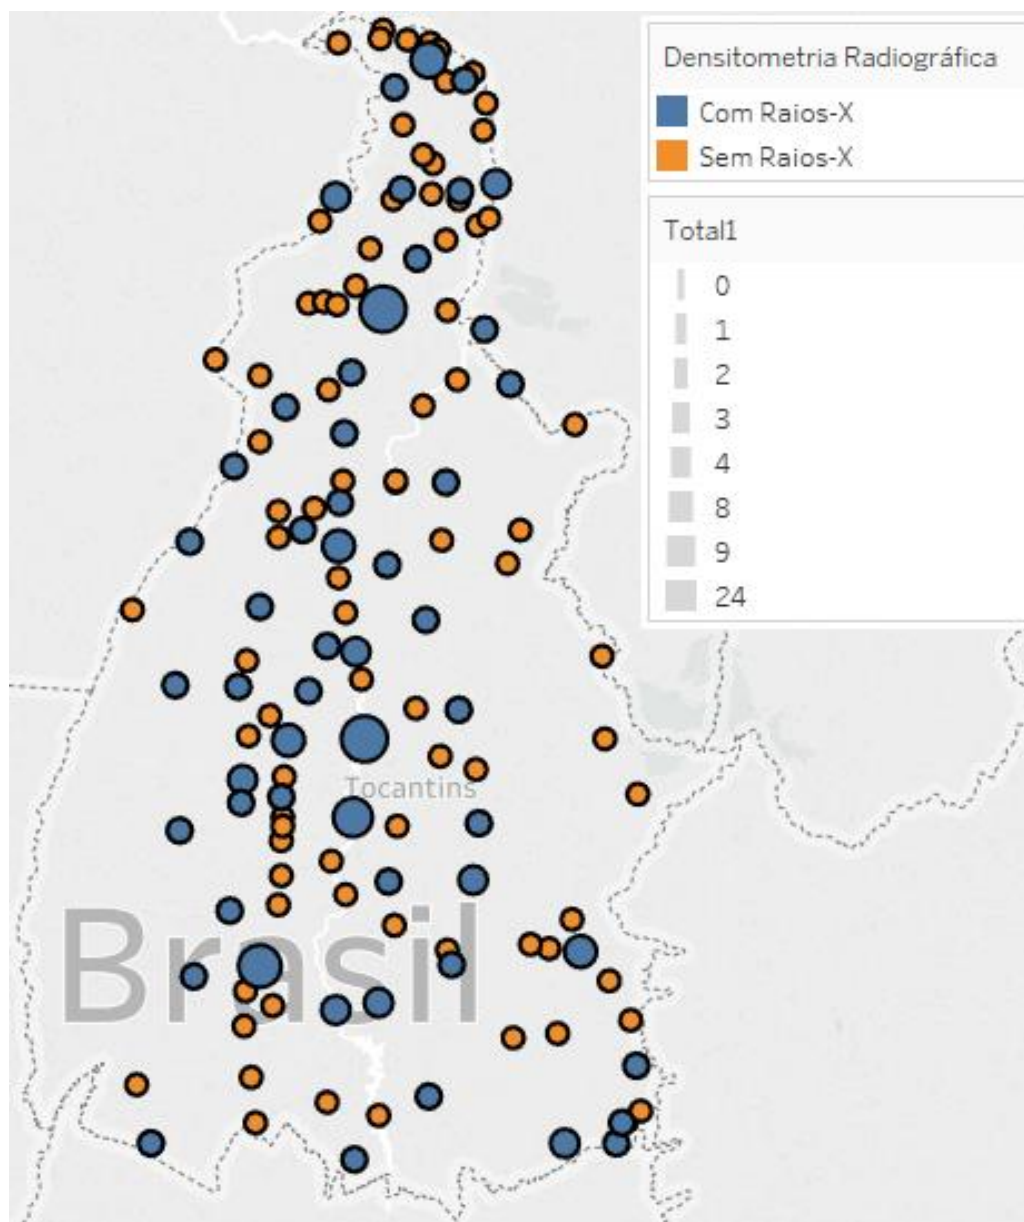 Densitometria Radiográfica
Com Raios-X
Sem Raios-X
Total1
0
1
2
3
4
8
9
24
Tocantins
Brasil